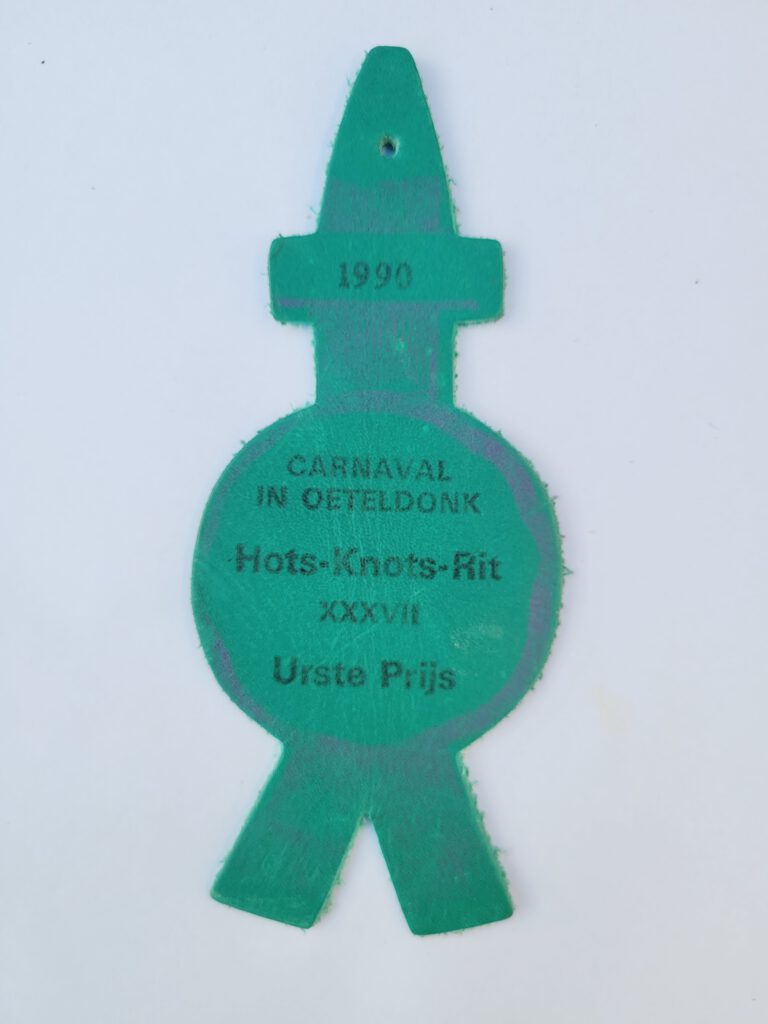 1990
CARNAVAL
IN OETELDONK
Hots-Knots-Rit
XXXVII
Urste Prijs